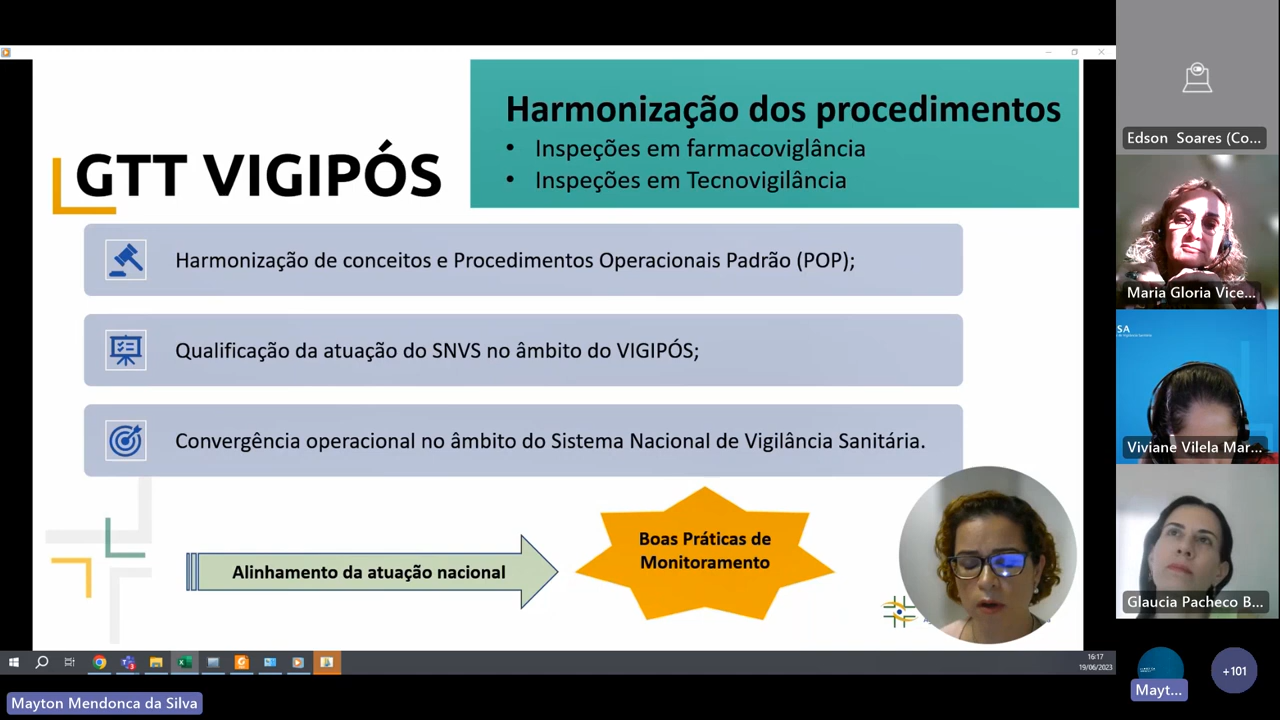 Harmonização dos procedimentos
• Inspeções em farmacoviglância
• Inspeções em Tecnovigilância
GTT VIGIPÓS
Harmonização de conceitos e Procedimentos Operacionais Padrão (POP);
Qualificação da atuação do SNVS no âmbito do VIGIPÓS;
Convergência operacional no âmbito do Sistema Nacional de Vigilância Sanitária.
Alinhamento da atuação nacional
Boas Práticas de
Monitoramento
16:17
19/06/2023
Mayton Mendonca da Silva
Edson Soares (Co...
Maria Gloria Vice...
SA
Viviane Vilela Mar...
Glaucia Pacheco B...
Mayt...
+101